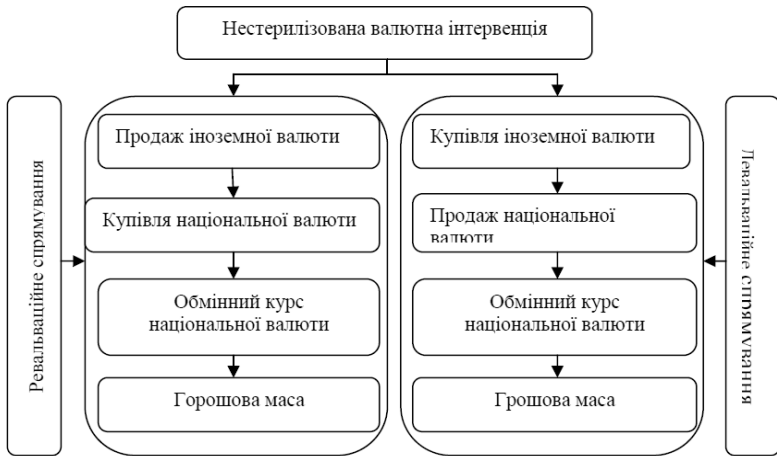 Нестерилізована валютна інтервенція
Ревальваційне спрямування
Продаж іноземної валюти
Купівля національної валюти
Обмінний курс
національної валюти
Горошова маса
Купівля іноземної валюти
Продаж національної
валюти
Обмінний курс
національної валюти
Грошова маса
Девальваційне спрямування